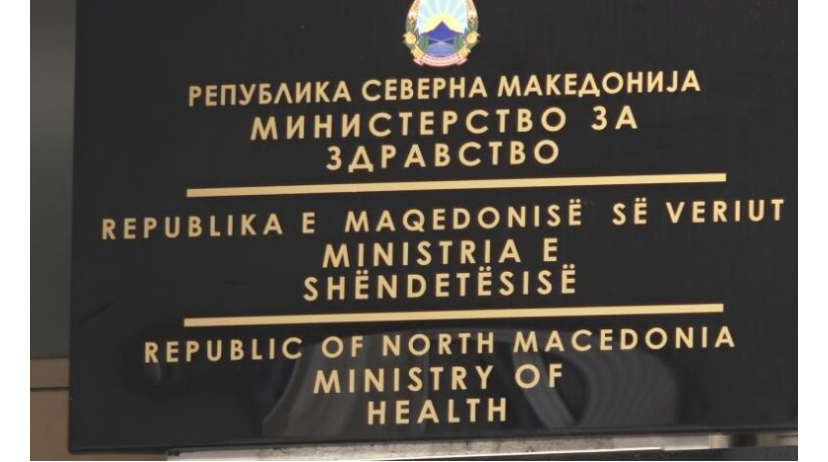 РЕПУБЛИКА СЕВЕРНА МАКЕДОНИЈА
МИНИСТЕРСТВО ЗА
ЗДРАВСТВО
REPUBLIKA E MAQEDONISË SË VERIUT
MINISTRIA E
SHËNDETËSISË
REPUBLIC OF NORTH MACEDONIA
MINISTRY OF
HEALTH